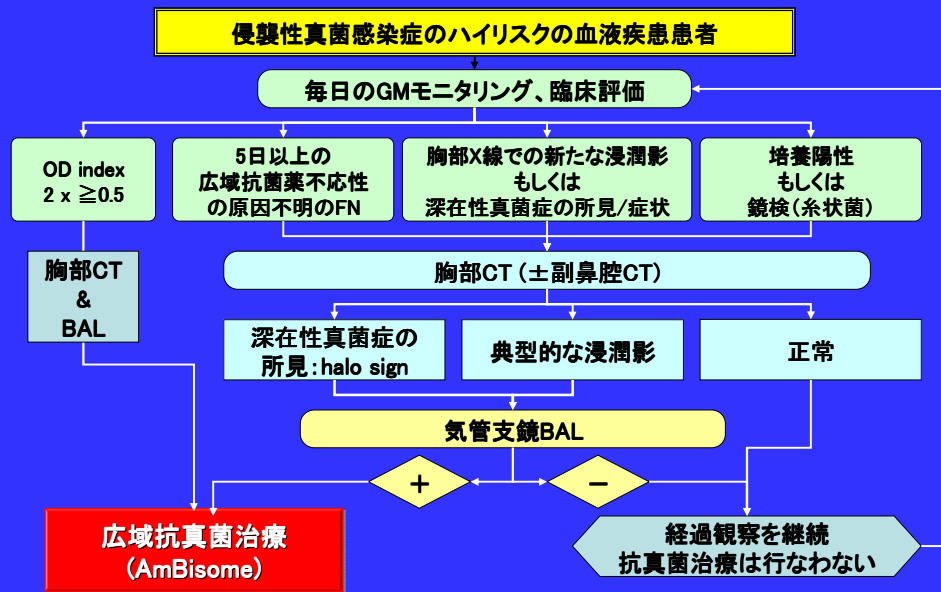 侵襲性真菌感染症のハイリスクの血液疾患患者
毎日のGMモニタリング、臨床評価
OD index
2 x ≧0.5
5日以上の
広域抗菌薬不応性
の原因不明のFN
胸部X線での新たな浸潤影
もしくは
深在性真菌症の所見/症状
培養陽性
もしくは
鏡検(糸状菌)
胸部CT
&
BAL
胸部CT (±副鼻腔CT)
深在性真菌症の
所見:halo sign
典型的な浸潤影
正常
気管支鏡BAL
+
−
広域抗真菌治療
(AmBisome)
経過観察を継続
抗真菌治療は行なわない